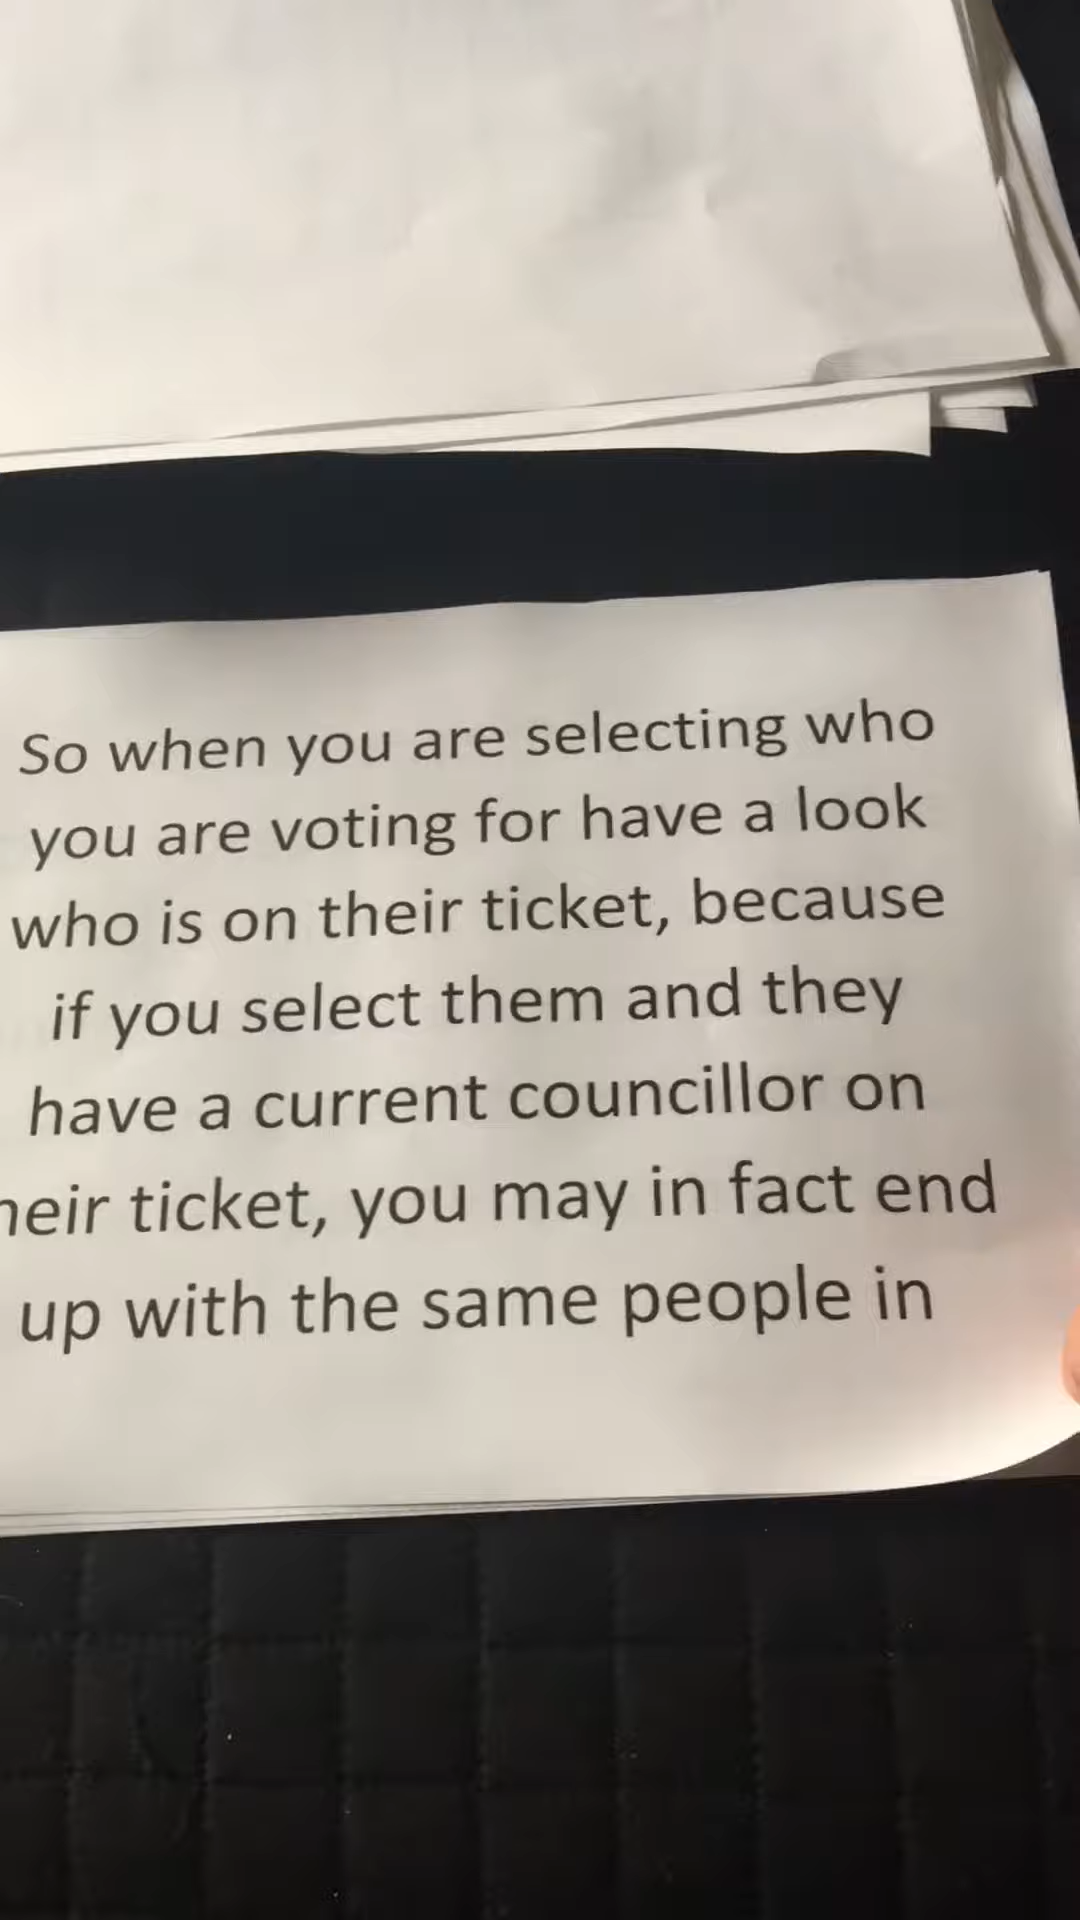 So when you are selecting who
you are voting for have a look
who is on their ticket, because
if you select them and they
have a current councillor on
heir ticket, you may in fact end
up with the same people in